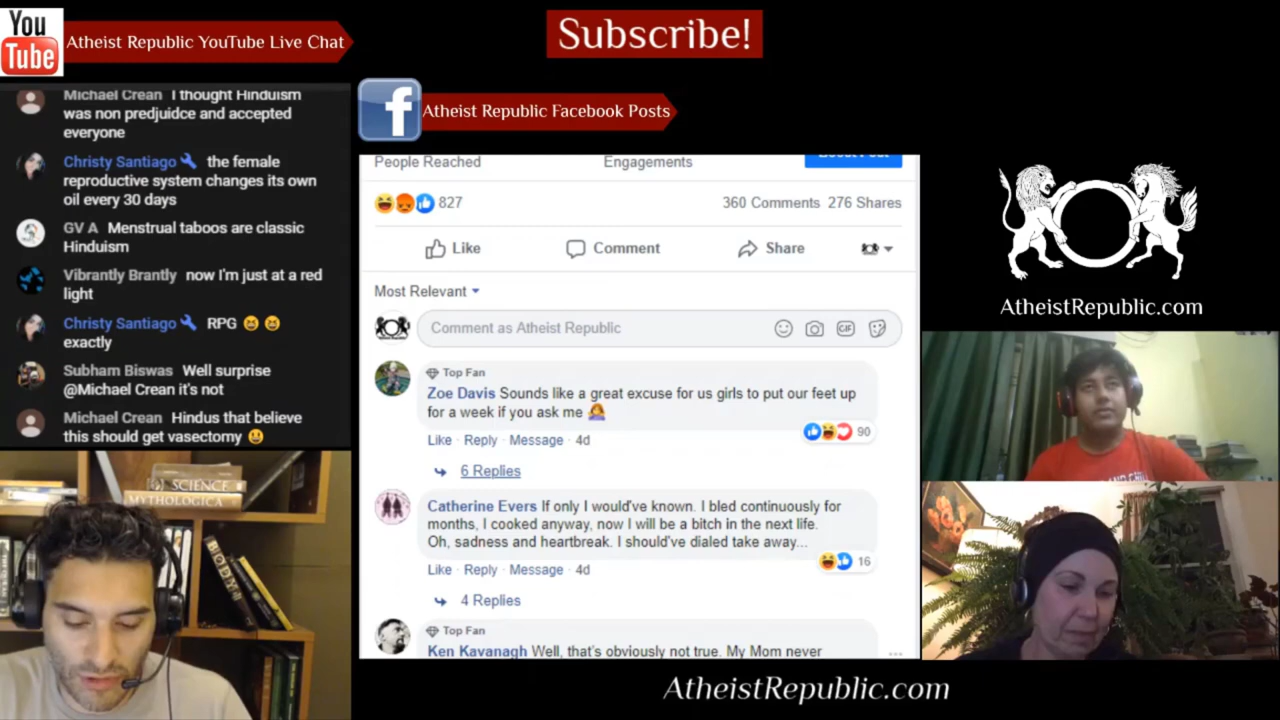 You
Tube
Atheist Republic YouTube Live Chat
Subscribe!
Michael Crean I thought Hinduism
was non predjuidce and accepted
everyone
Christy Santiago the female
reproductive system changes its own
oil every 30 days
GV A Menstrual taboos are classic
Hinduism
Vibrantly Brantly now I'm just at a red
light
Christy Santiago RPG 😆 😆
exactly
Subham Biswas Well surprise
@Michael Crean it's not
Michael Crean Hindus that believe
this should get vasectomy 😃
f
Atheist Republic Facebook Posts
People Reached
Engagements
Boost Post
827
360 Comments 276 Shares
Like
Comment
Share
Most Relevant
Comment as Atheist Republic
GIF
Top Fan
Zoe Davis Sounds like a great excuse for us girls to put our feet up
for a week if you ask me 🤦‍♀️
90
Like · Reply · Message · 4d
6 Replies
Catherine Evers If only I would've known. I bled continuously for
months, I cooked anyway, now I will be a bitch in the next life.
Oh, sadness and heartbreak. I should've dialed take away...
16
Like · Reply · Message · 4d
4 Replies
Top Fan
Ken Kavanagh Well, that's obviously not true. My Mom never
AtheistRepublic.com
SCIENCE
MYTHOLOGICA
AtheistRepublic.com